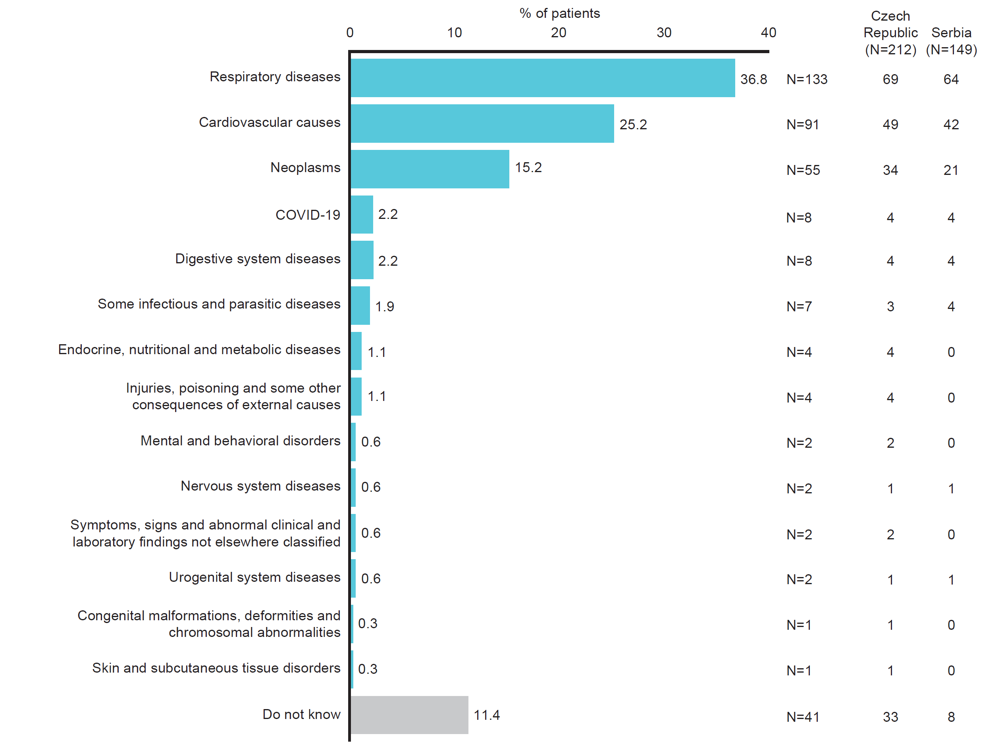 % of patients
0 10 20 30 40
Czech
Republic
(N=212)
Serbia
(N=149)
Respiratory diseases 36.8 N=133 69 64
Cardiovascular causes 25.2 N=91 49 42
Neoplasms 15.2 N=55 34 21
COVID-19 2.2 N=8 4 4
Digestive system diseases 2.2 N=8 4 4
Some infectious and parasitic diseases 1.9 N=7 3 4
Endocrine, nutritional and metabolic diseases 1.1 N=4 4 0
Injuries, poisoning and some other
consequences of external causes 1.1 N=4 4 0
Mental and behavioral disorders 0.6 N=2 2 0
Nervous system diseases 0.6 N=2 1 1
Symptoms, signs and abnormal clinical and
laboratory findings not elsewhere classified 0.6 N=2 2 0
Urogenital system diseases 0.6 N=2 1 1
Congenital malformations, deformities and
chromosomal abnormalities 0.3 N=1 1 0
Skin and subcutaneous tissue disorders 0.3 N=1 1 0
Do not know 11.4 N=41 33 8